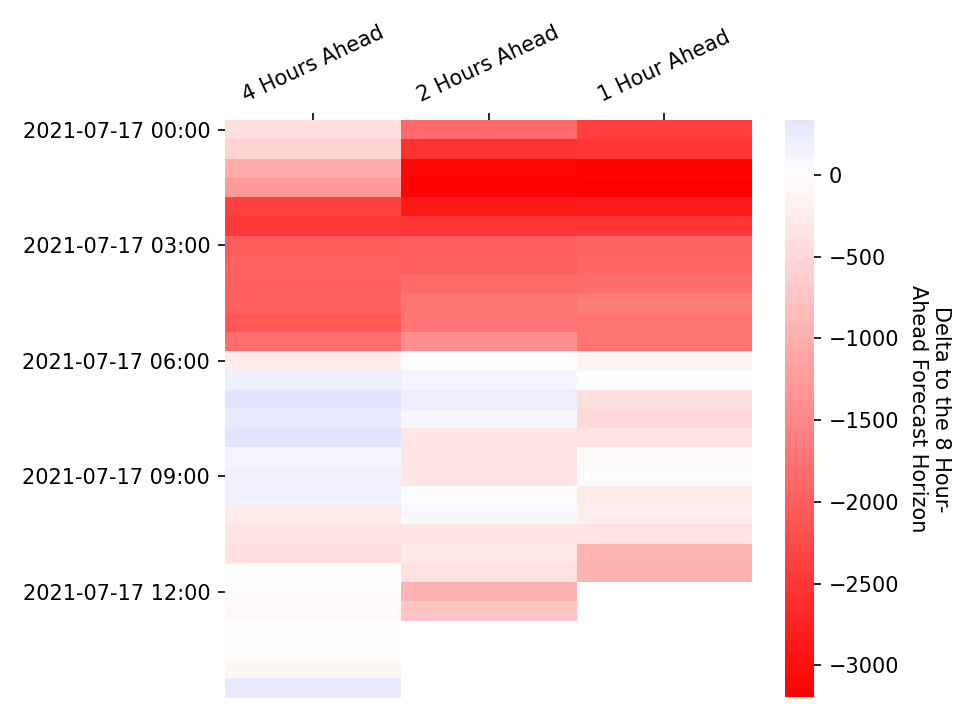 4 Hours Ahead
2 Hours Ahead
1 Hour Ahead
2021-07-17 00:00
2021-07-17 03:00
2021-07-17 06:00
2021-07-17 09:00
2021-07-17 12:00
0
−500
−1000
−1500
−2000
−2500
−3000
Delta to the 8 Hour-
Ahead Forecast Horizon